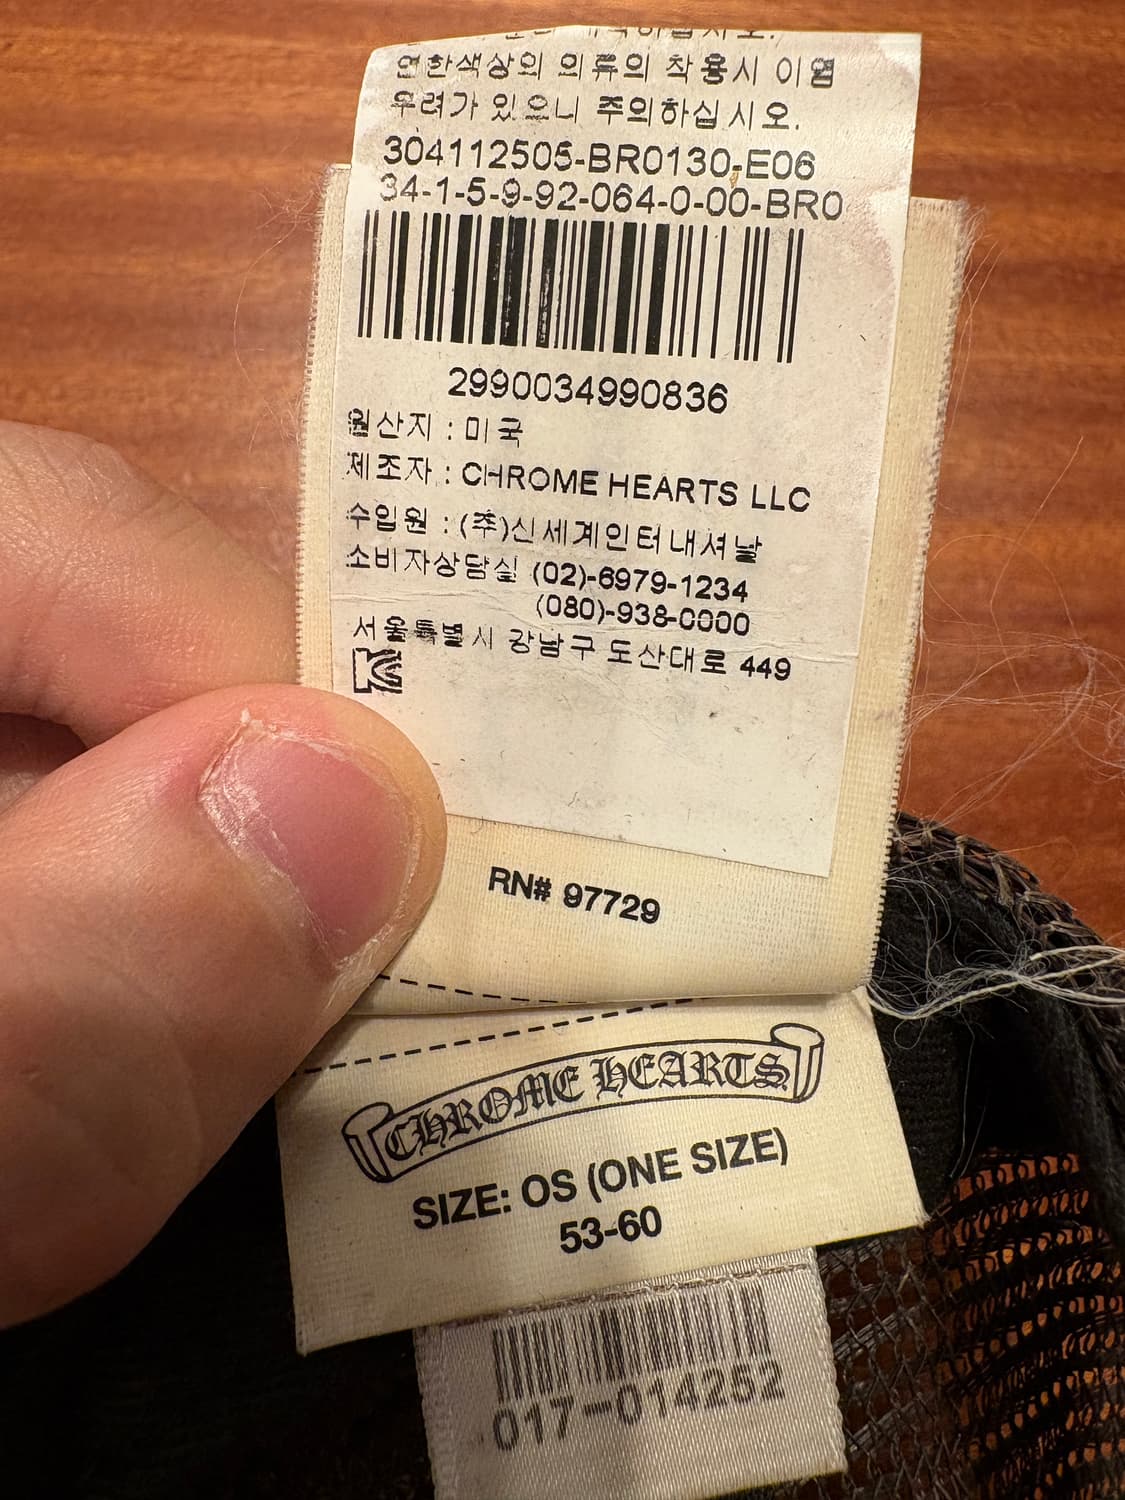 연한색상의 의류의 착용시 이염
우려가 있으니 주의하십시오.
304112505-BR0130-E06
34-1-5-9-92-064-0-00-BR0
2990034990836
원산지 : 미국
제조자 : CHROME HEARTS LLC
수입원 : (주)신세계인터내셔날
소비자상담실 (02)-6979-1234
(080)-938-0000
서울특별시 강남구 도산대로 449
RN# 97729
CHROME HEARTS
SIZE: OS (ONE SIZE)
53-60
017-014252